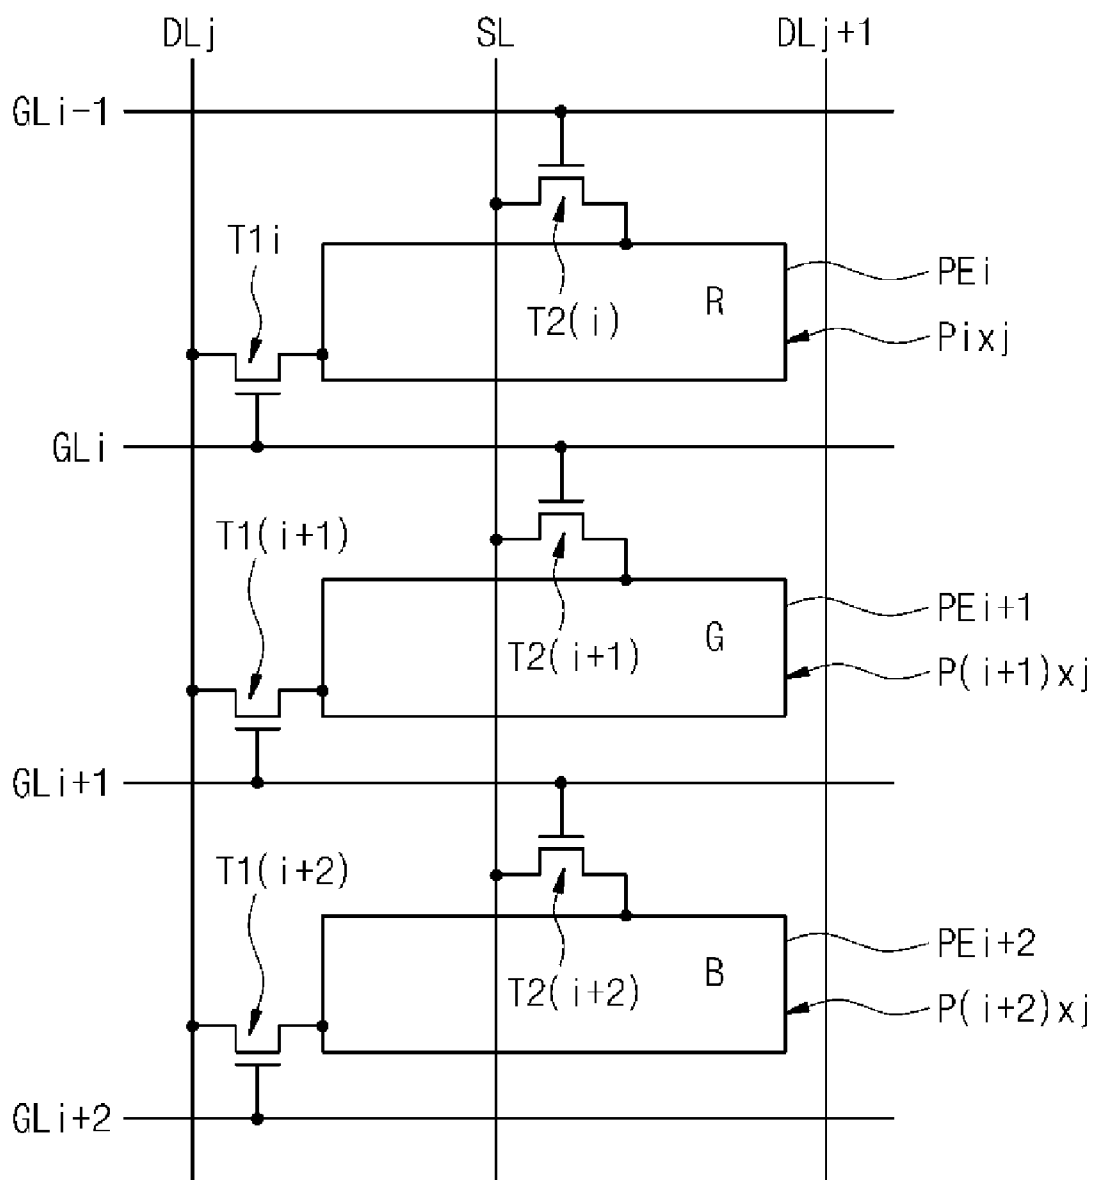 DLj
SL
DLj+1
GLi-1
T1i
T2(i)
R
PEi
Pixj
GLi
T1(i+1)
T2(i+1)
G
PEi+1
P(i+1)xj
GLi+1
T1(i+2)
T2(i+2)
B
PEi+2
P(i+2)xj
GLi+2